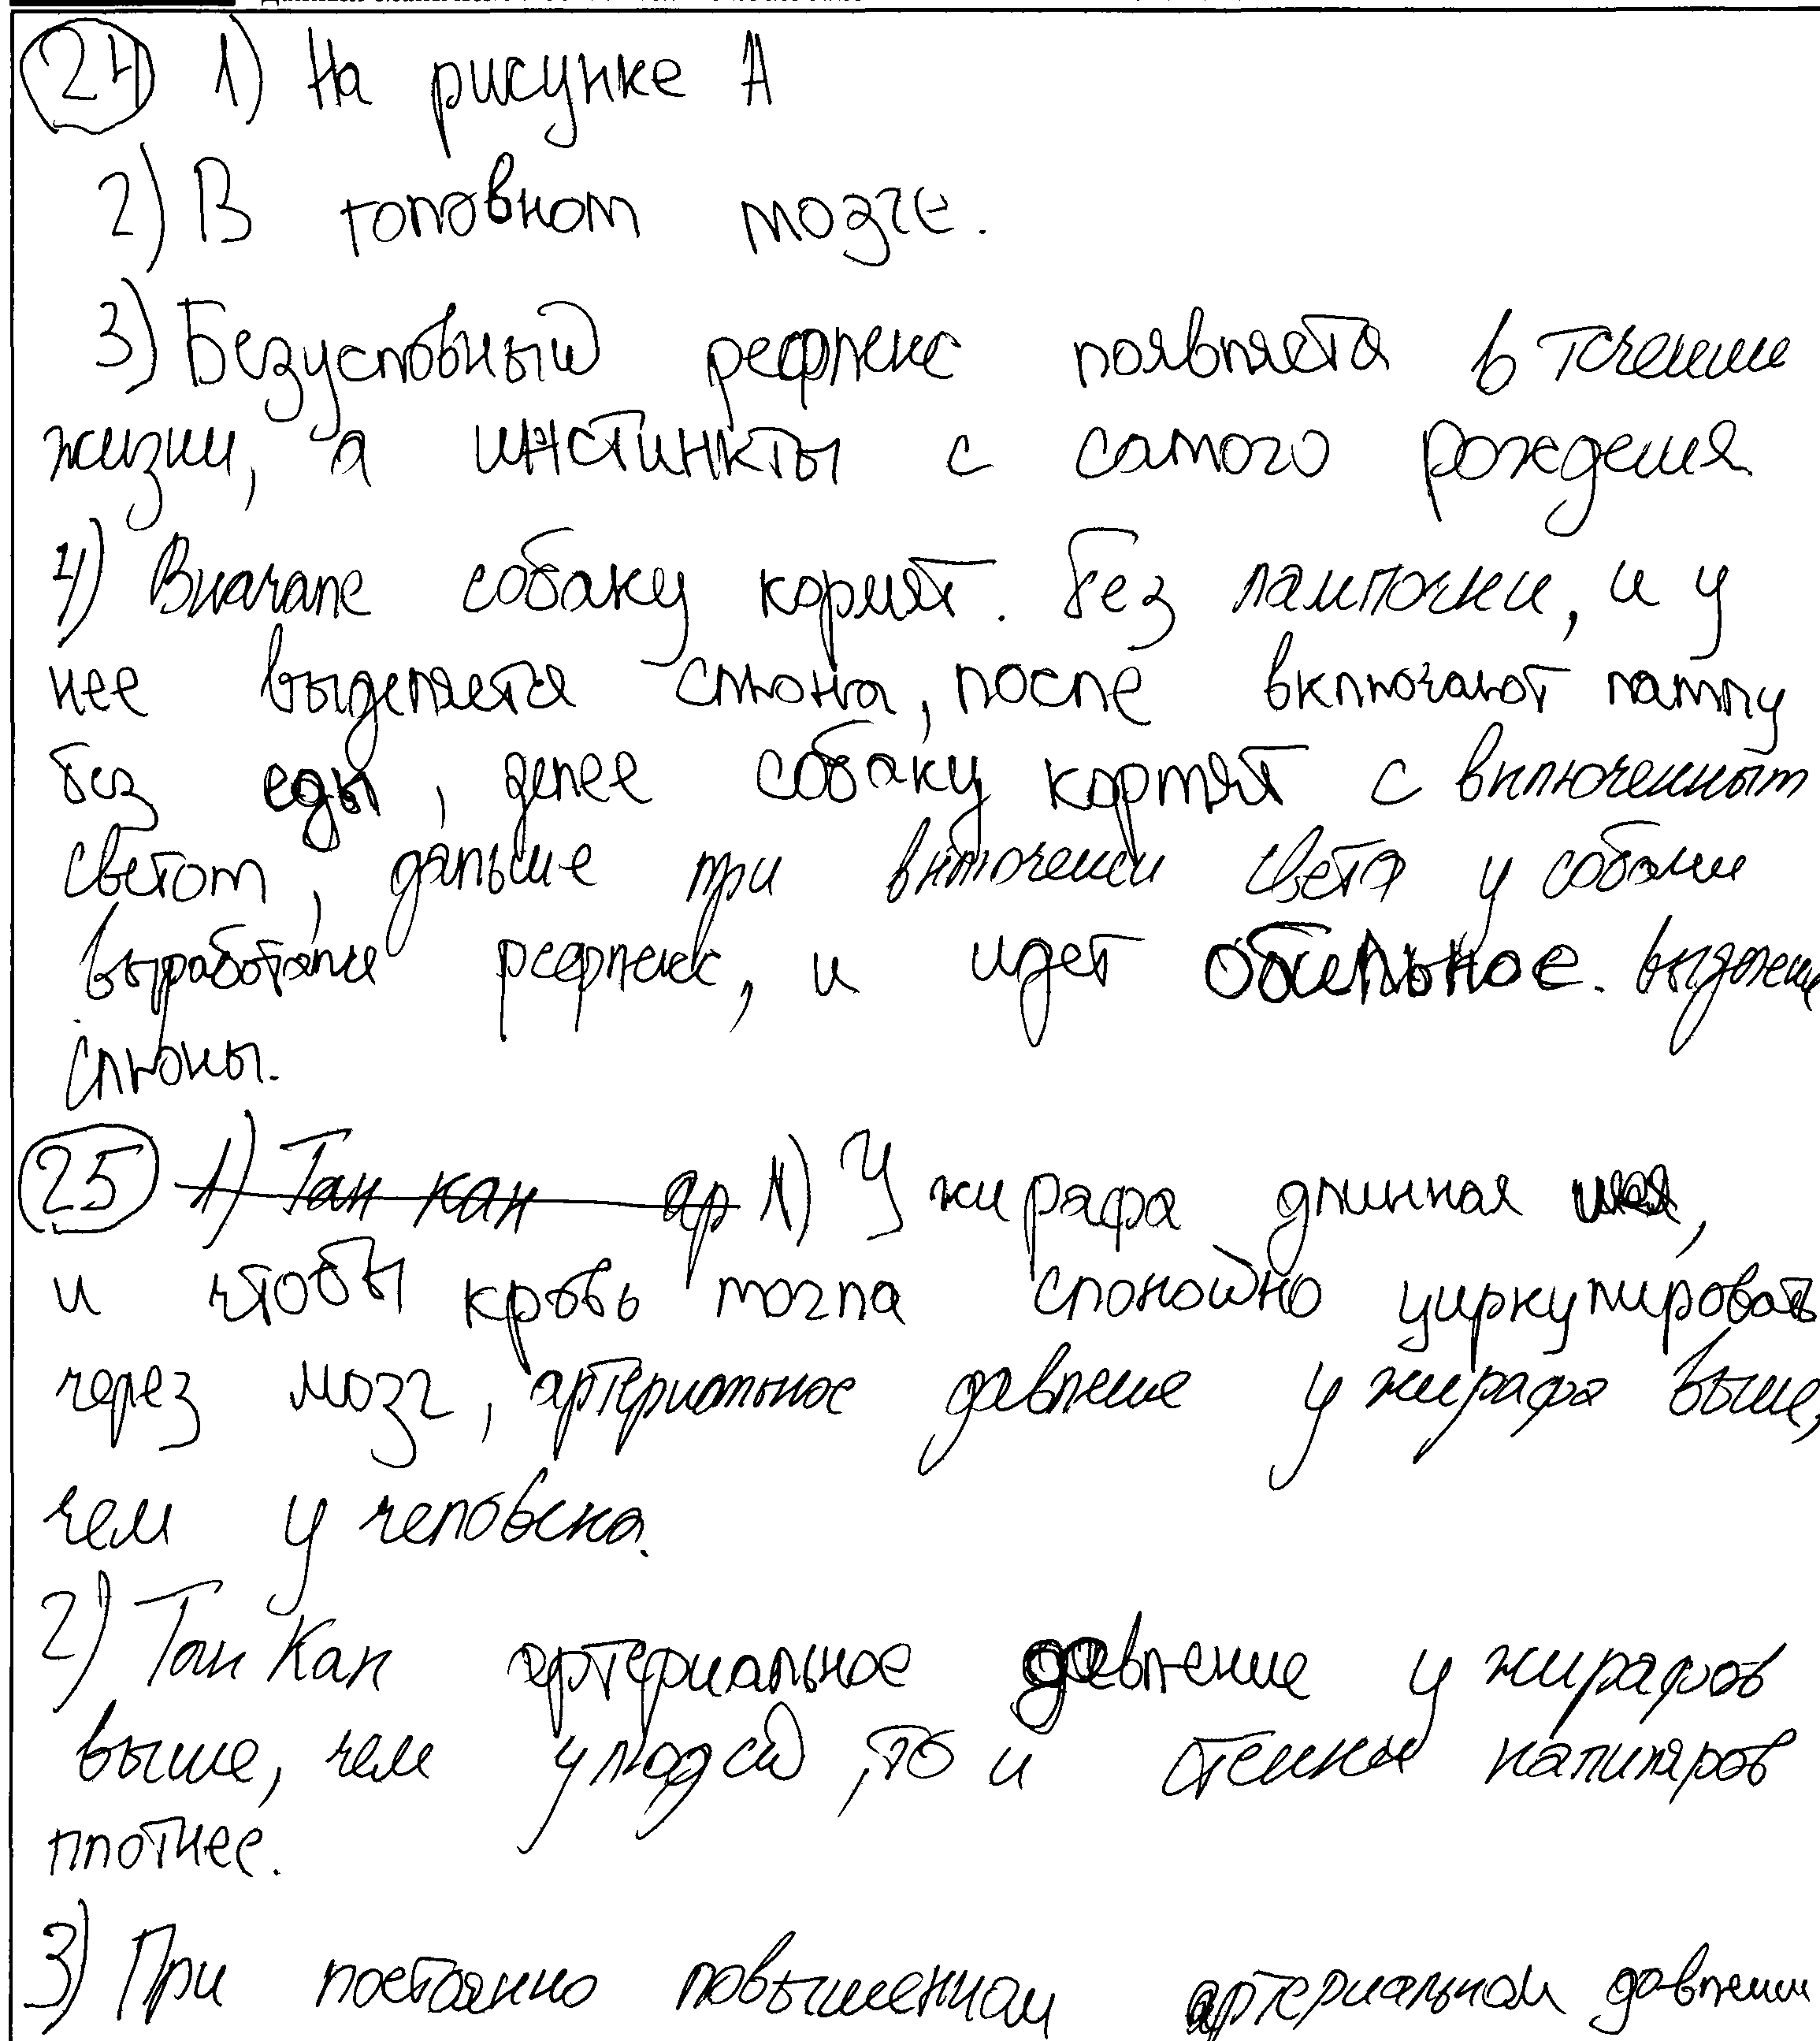 24 1) На рисунке А
2) В головном мозге.
3) Безусловный рефлекс появляется в течении
жизни, а инстинкты с самого рождения
4) Вначале собаку кормят. без лампочки, и у
нее выделяется слюна, после включают лампу
без еды, делее собаку кормят с включенным
светом, дальше при включении света у собаки
выработали рефлекс, и идет обильное. выделение
слюны.
25 1) Так как ар 1) У жирафа длинная шея,
и чтобы кровь могла спокойно циркулировать
через мозг, артериальное давление у жирафа выше,
чем у человека.
2) Так как артериальное давление у жирафов
выше, чем у людей, то и стенки капиляров
плотнее.
3) При постоянно повышенном артериальном давлении